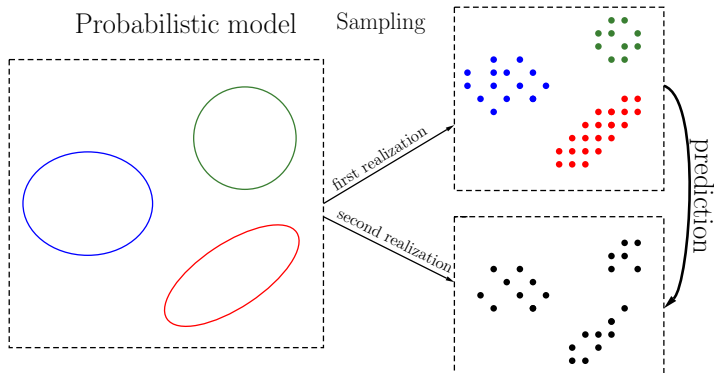 Probabilistic model
Sampling
first realization
second realization
prediction